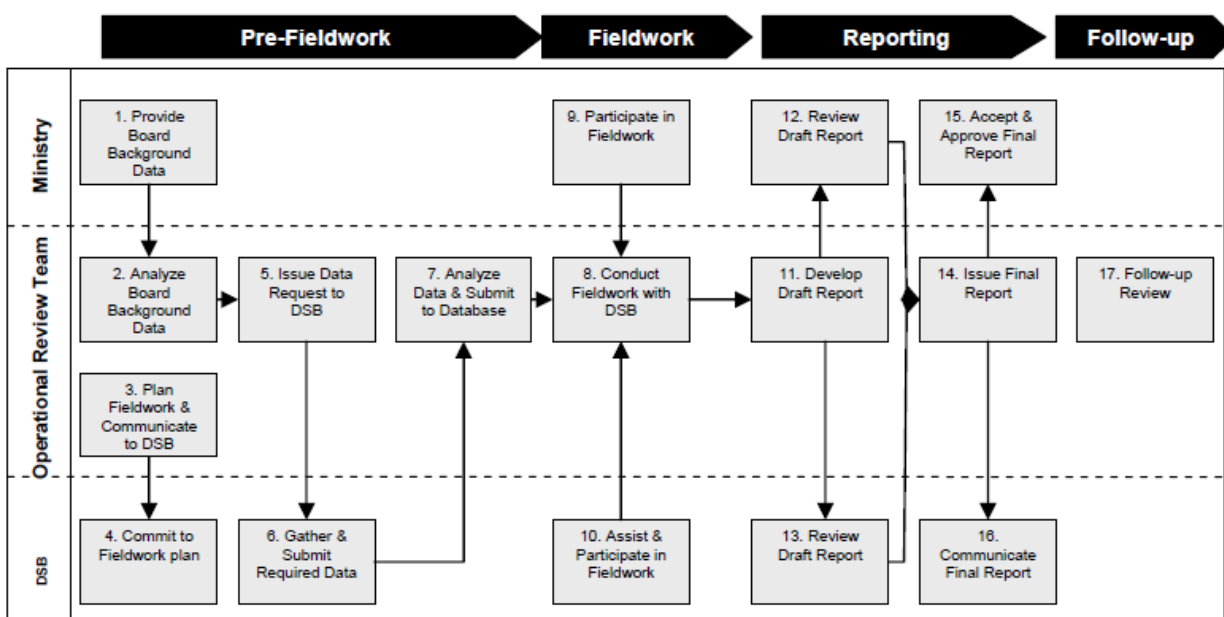 Pre-Fieldwork
Fieldwork
Reporting
Follow-up
Ministry
1. Provide
Board
Background
Data
9. Participate in
Fieldwork
12. Review
Draft Report
15. Accept &
Approve Final
Report
Operational Review Team
2. Analyze
Board
Background
Data
5. Issue Data
Request to
DSB
7. Analyze
Data & Submit
to Database
8. Conduct
Fieldwork with
DSB
11. Develop
Draft Report
14. Issue Final
Report
17. Follow-up
Review
3. Plan
Fieldwork &
Communicate
to DSB
DSB
4. Commit to
Fieldwork plan
6. Gather &
Submit
Required Data
10. Assist &
Participate in
Fieldwork
13. Review
Draft Report
16.
Communicate
Final Report